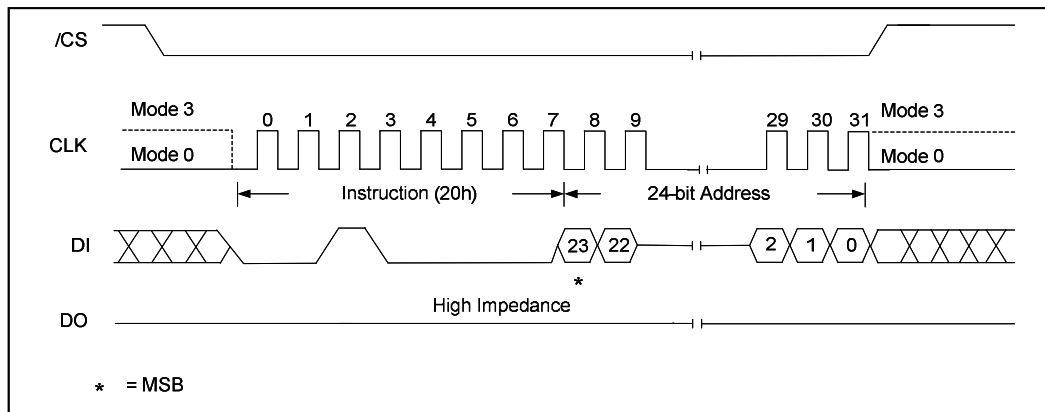 /CS
Mode 3
0 1 2 3 4 5 6 7 8 9 29 30 31
Mode 3
CLK
Mode 0
Mode 0
Instruction (20h)
24-bit Address
DI
23 22 2 1 0
*
High Impedance
DO
* = MSB